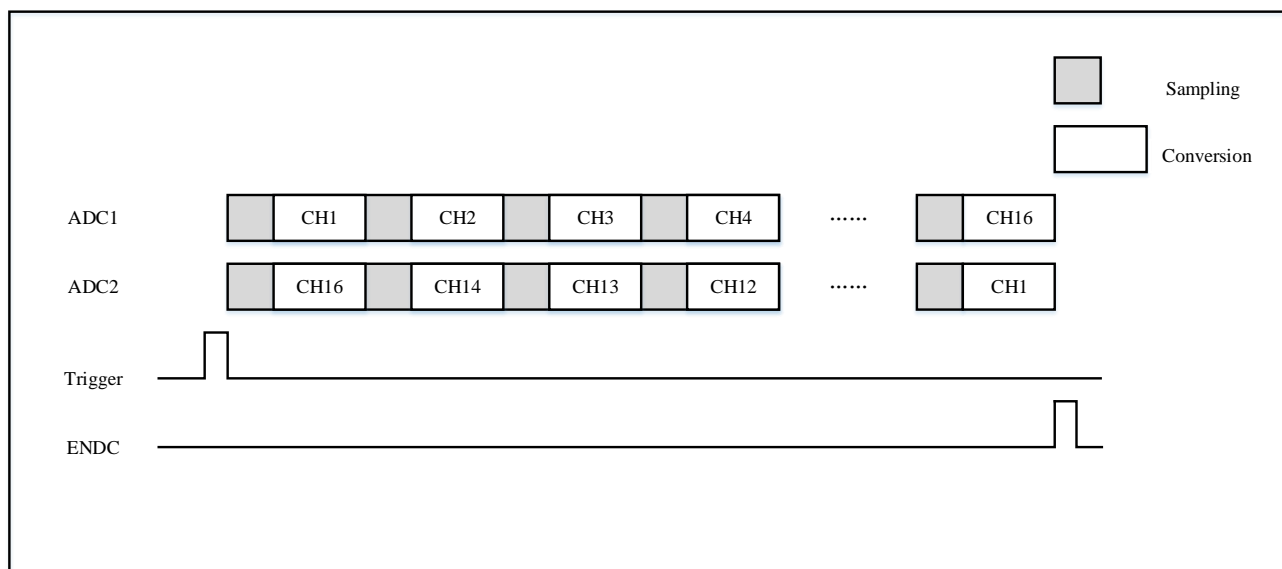 Sampling
Conversion
ADC1 CH1 CH2 CH3 CH4 …… CH16
ADC2 CH16 CH14 CH13 CH12 …… CH1
Trigger
ENDC